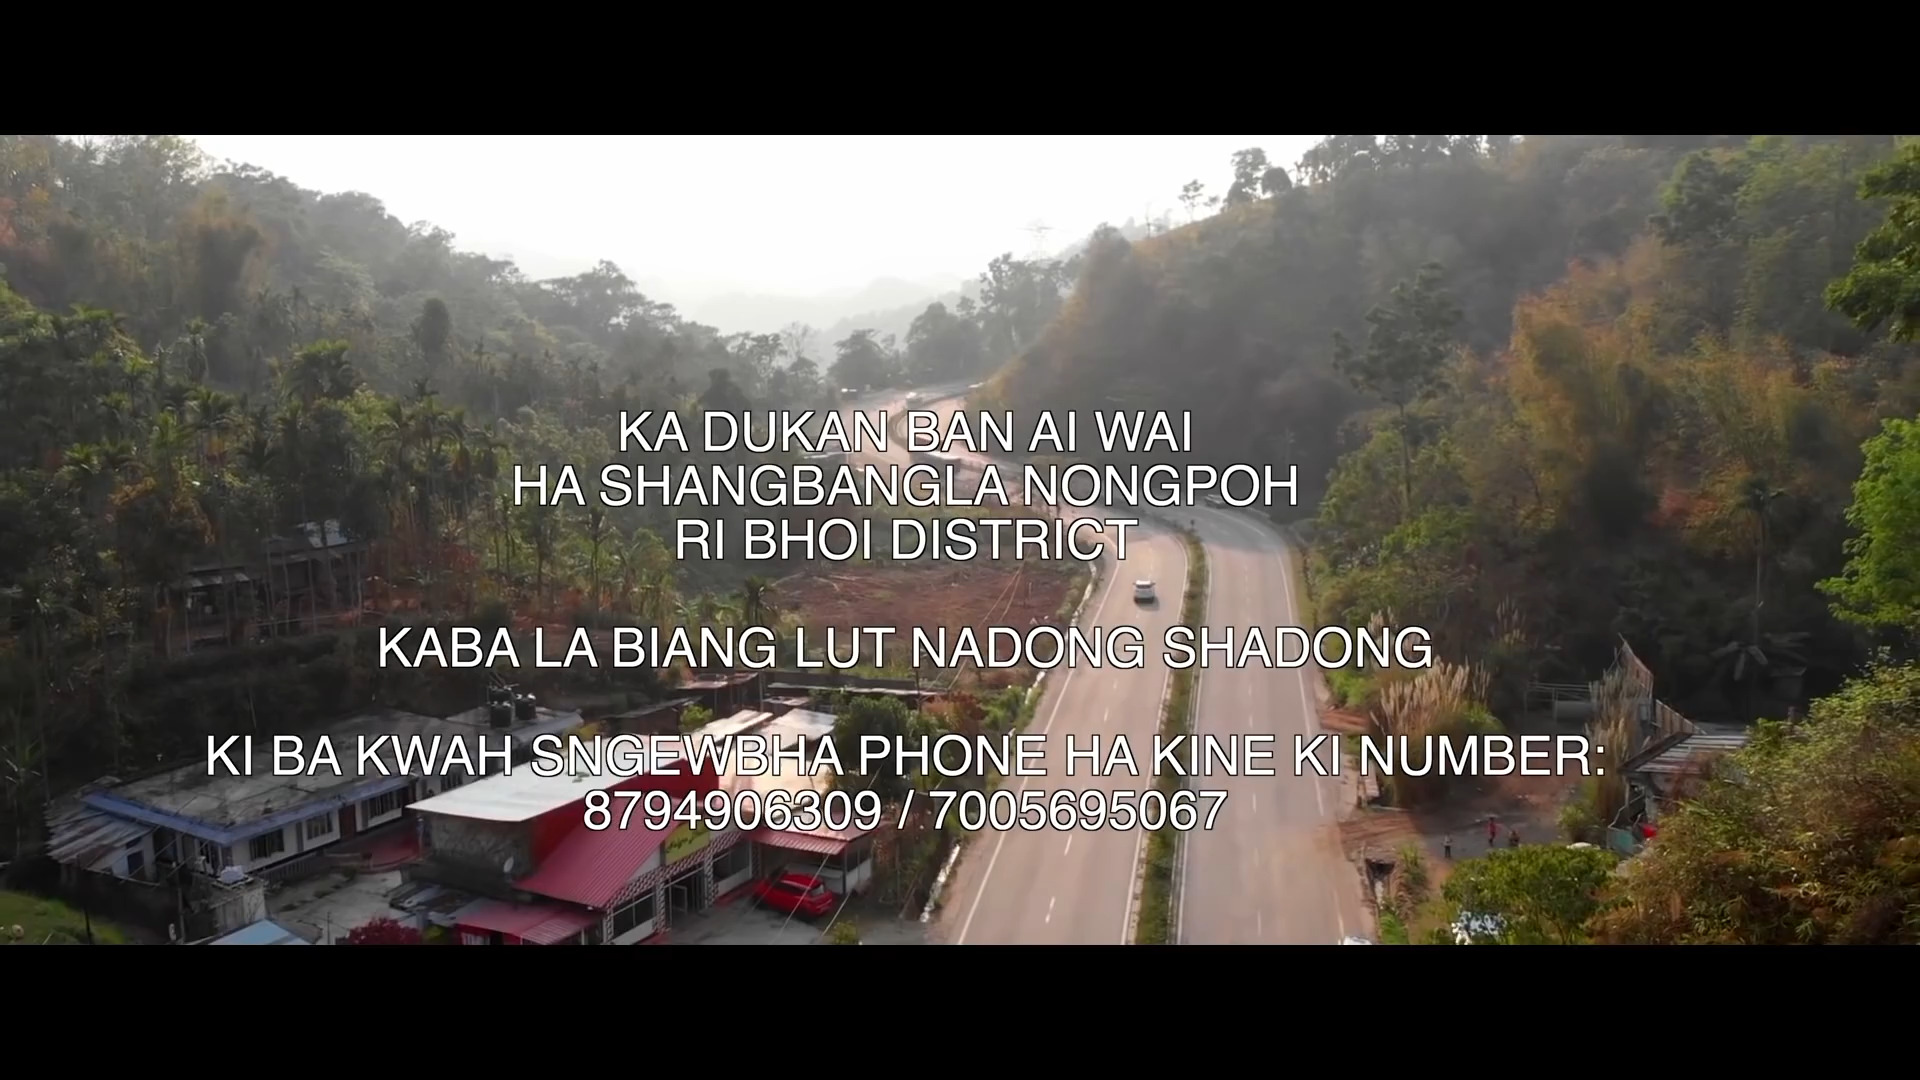 KA DUKAN BAN AI WAI
HA SHANGBANGLA NONGPOH
RI BHOI DISTRICT
KABA LA BIANG LUT NADONG SHADONG
KI BA KWAH SNGEWBHA PHONE HA KINE KI NUMBER:
8794906309 / 7005695067